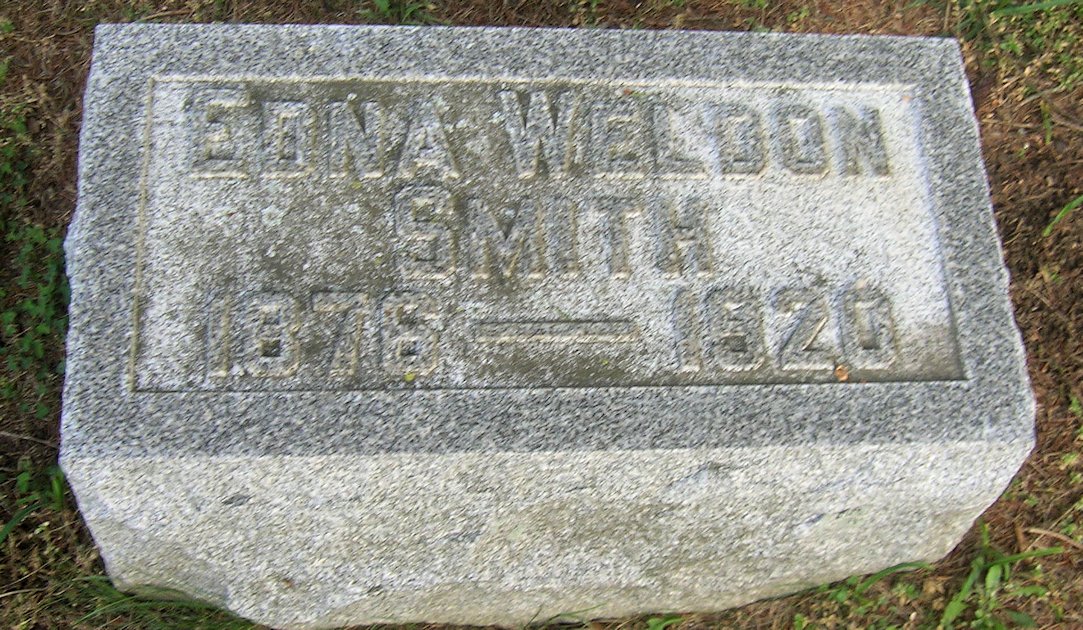 EDNA WELDON
SMITH
1876 — 1920